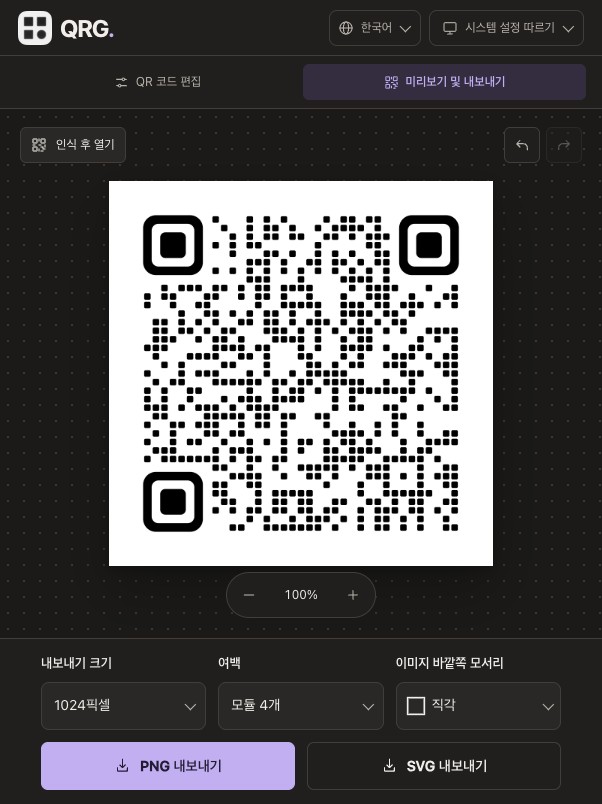 QRG.
한국어
시스템 설정 따르기
QR 코드 편집
미리보기 및 내보내기
인식 후 열기
100%
내보내기 크기
여백
이미지 바깥쪽 모서리
1024픽셀
모듈 4개
직각
PNG 내보내기
SVG 내보내기